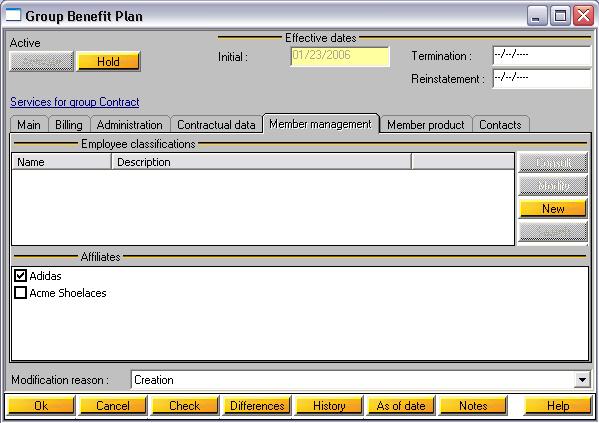 Group Benefit Plan
Active
Effective dates
Hold
Initial :
01/23/2006
Termination :
--/--/----
Reinstatement :
--/--/----
Services for group Contract
Main
Billing
Administration
Contractual data
Member management
Member product
Contacts
Employee classifications
Name
Description
Consult
Modify
New
Affiliates
Adidas
Acme Shoelaces
Modification reason :
Creation
Ok
Cancel
Check
Differences
History
As of date
Notes
Help